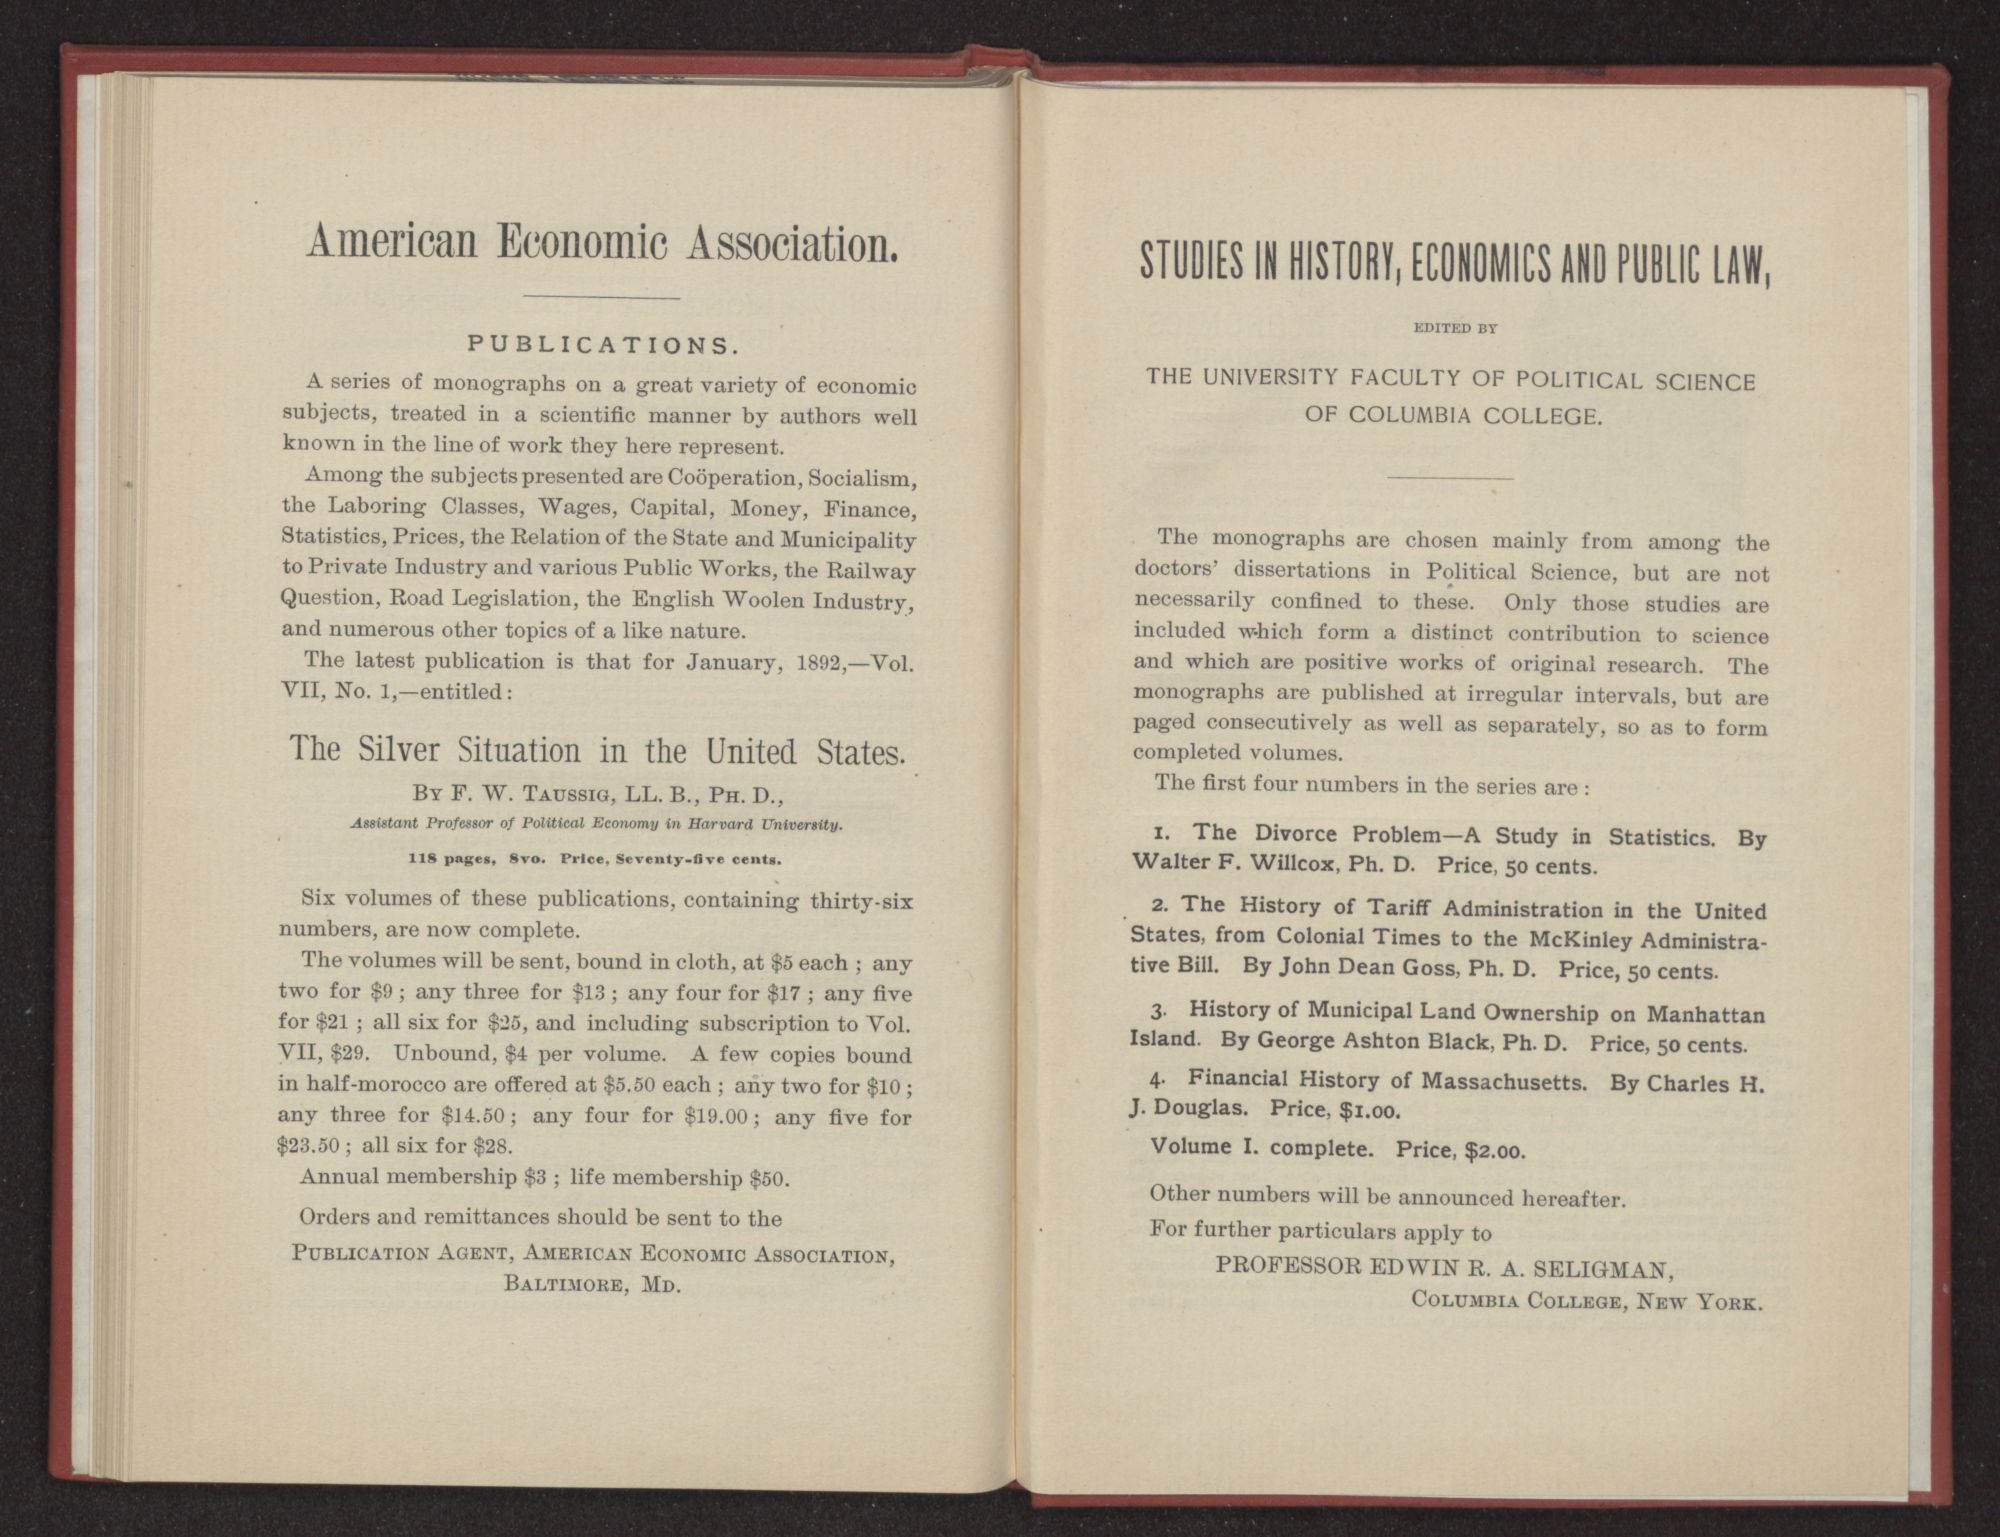 American Economic Association.
PUBLICATIONS.
A series of monographs on a great variety of economic
subjects, treated in a scientific manner by authors well
known in the line of work they here represent.
Among the subjects presented are Coöperation, Socialism,
the Laboring Classes, Wages, Capital, Money, Finance,
Statistics, Prices, the Relation of the State and Municipality
to Private Industry and various Public Works, the Railway
Question, Road Legislation, the English Woolen Industry,
and numerous other topics of a like nature.
The latest publication is that for January, 1892,—Vol.
VII, No. 1,—entitled:
The Silver Situation in the United States.
By F. W. Taussig, LL. B., Ph. D.,
Assistant Professor of Political Economy in Harvard University.
118 pages, 8vo. Price, Seventy-five cents.
Six volumes of these publications, containing thirty-six
numbers, are now complete.
The volumes will be sent, bound in cloth, at $5 each; any
two for $9; any three for $13; any four for $17; any five
for $21; all six for $25, and including subscription to Vol.
VII, $29. Unbound, $4 per volume. A few copies bound
in half-morocco are offered at $5.50 each; any two for $10;
any three for $14.50; any four for $19.00; any five for
$23.50; all six for $28.
Annual membership $3; life membership $50.
Orders and remittances should be sent to the
Publication Agent, American Economic Association,
Baltimore, Md.
STUDIES IN HISTORY, ECONOMICS AND PUBLIC LAW,
EDITED BY
THE UNIVERSITY FACULTY OF POLITICAL SCIENCE
OF COLUMBIA COLLEGE.
The monographs are chosen mainly from among the
doctors' dissertations in Political Science, but are not
necessarily confined to these. Only those studies are
included which form a distinct contribution to science
and which are positive works of original research. The
monographs are published at irregular intervals, but are
paged consecutively as well as separately, so as to form
completed volumes.
The first four numbers in the series are:
1. The Divorce Problem—A Study in Statistics. By
Walter F. Willcox, Ph. D. Price, 50 cents.
2. The History of Tariff Administration in the United
States, from Colonial Times to the McKinley Administra-
tive Bill. By John Dean Goss, Ph. D. Price, 50 cents.
3. History of Municipal Land Ownership on Manhattan
Island. By George Ashton Black, Ph. D. Price, 50 cents.
4. Financial History of Massachusetts. By Charles H.
J. Douglas. Price, $1.00.
Volume I. complete. Price, $2.00.
Other numbers will be announced hereafter.
For further particulars apply to
PROFESSOR EDWIN R. A. SELIGMAN,
Columbia College, New York.